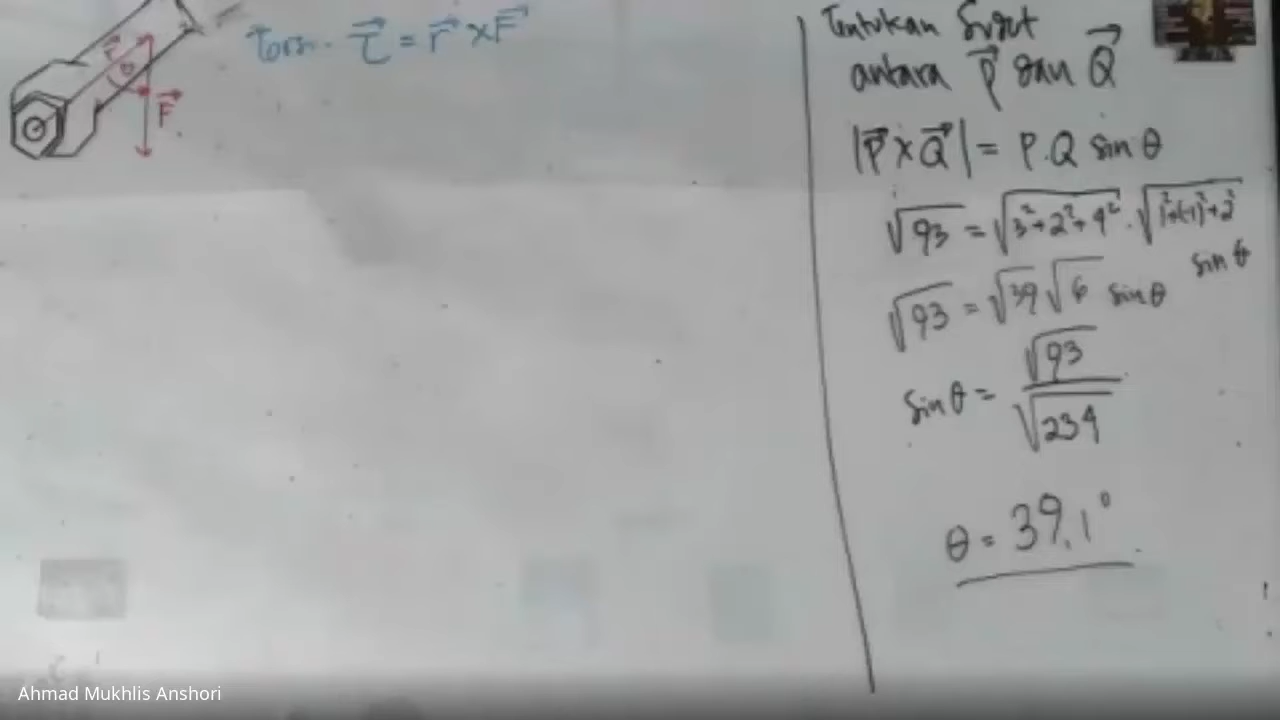 Torsi. τ⃗ = r⃗ × F⃗
r⃗
θ
F⃗
Tentukan Sudut
antara P⃗ dan Q⃗
|P⃗ × Q⃗| = P.Q sin θ
√93 = √3²+2²+4² . √1²+(-1)²+2²
sin θ
√93 = √39 √6 sin θ
sin θ = √93 / √234
θ = 39,1°
Ahmad Mukhlis Anshori